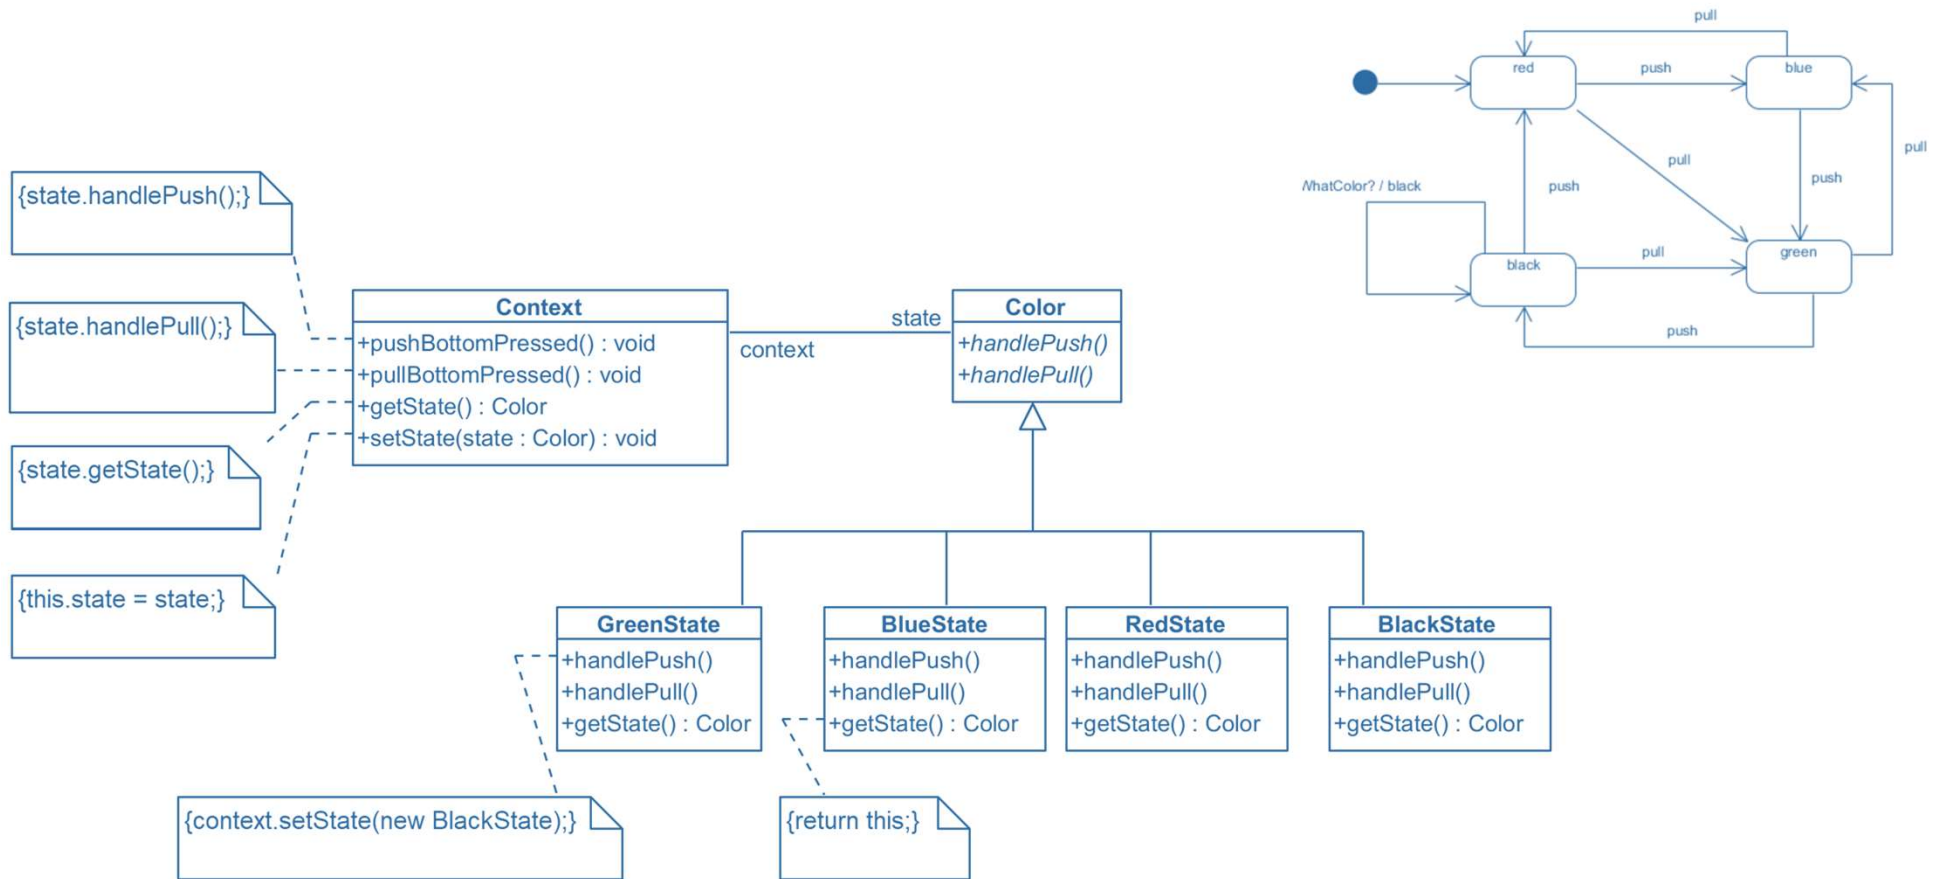 pull
red
push
blue
pull
pull
push
push
WhatColor? / black
black
pull
green
push
{state.handlePush();}
{state.handlePull();}
{state.getState();}
{this.state = state;}
Context
+pushBottomPressed() : void
+pullBottomPressed() : void
+getState() : Color
+setState(state : Color) : void
state
context
Color
+handlePush()
+handlePull()
GreenState
+handlePush()
+handlePull()
+getState() : Color
BlueState
+handlePush()
+handlePull()
+getState() : Color
RedState
+handlePush()
+handlePull()
+getState() : Color
BlackState
+handlePush()
+handlePull()
+getState() : Color
{context.setState(new BlackState);}
{return this;}